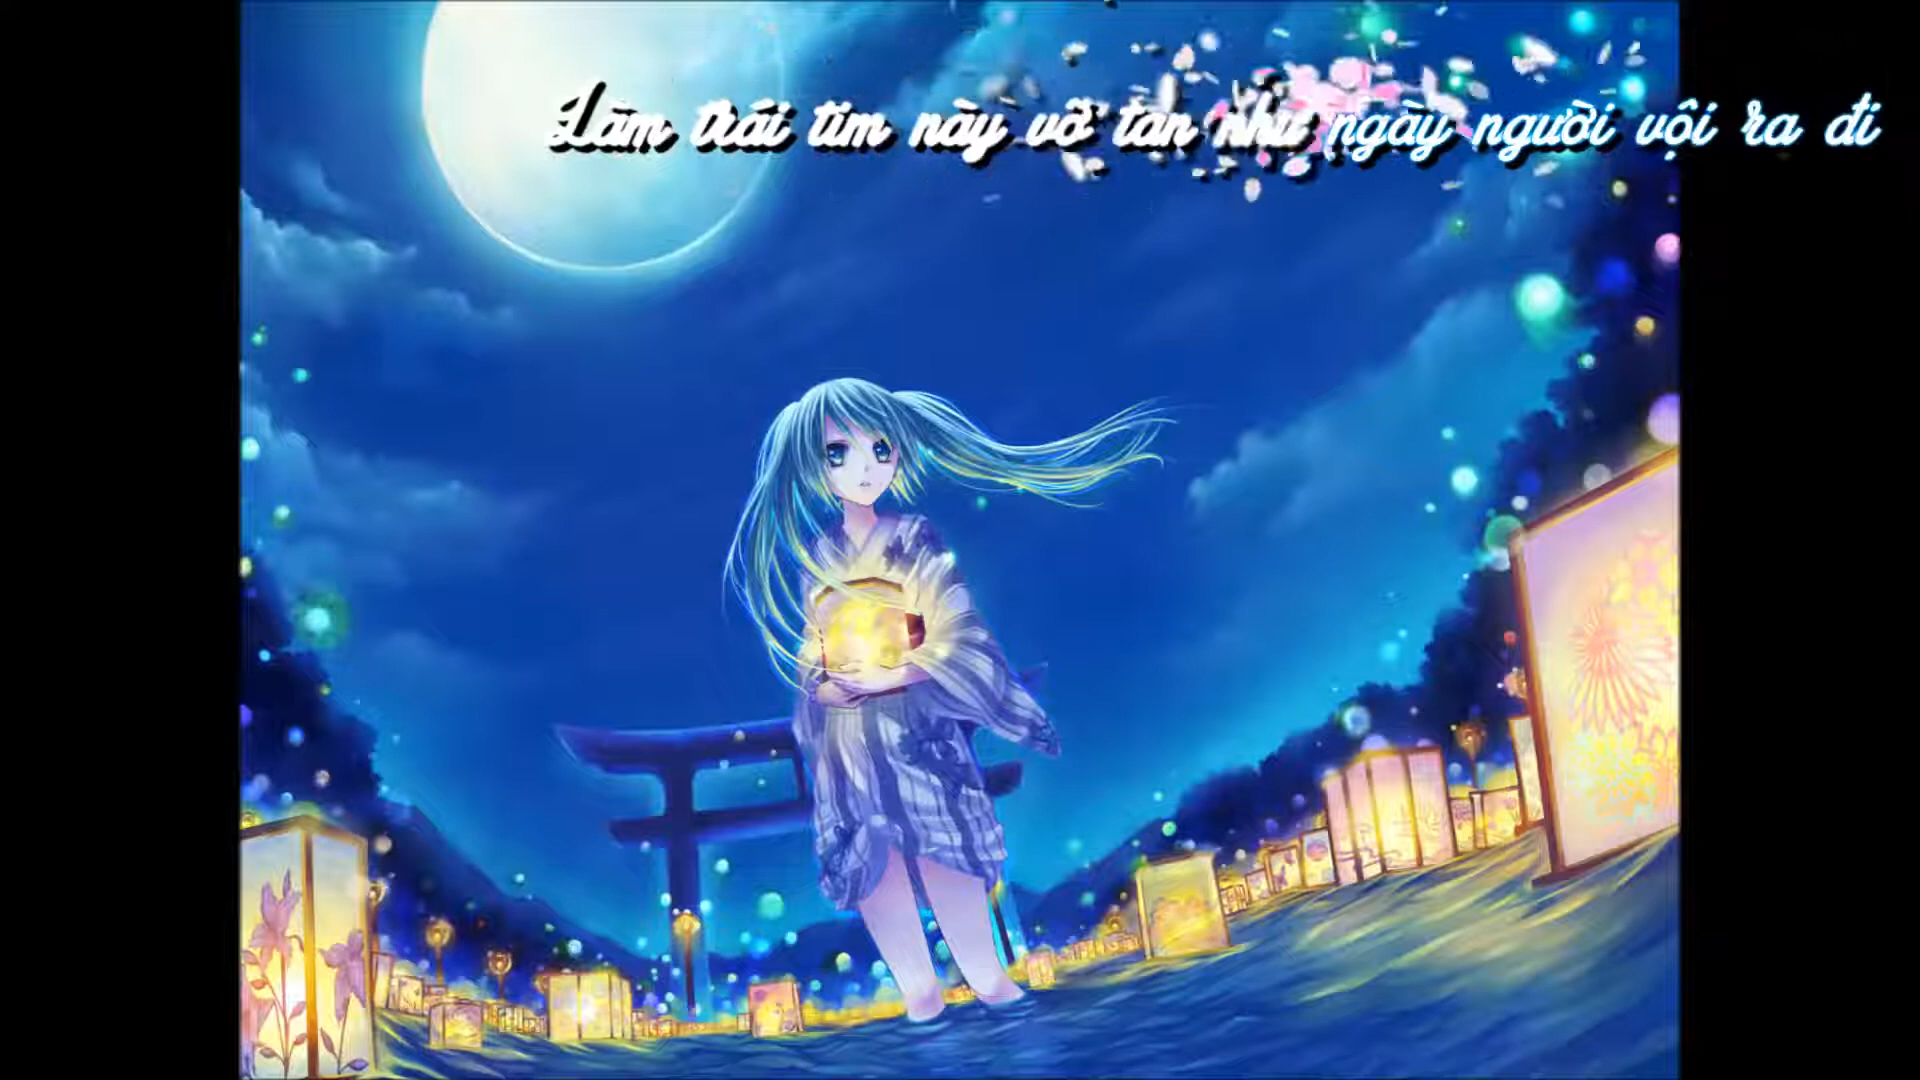 Làm trái tim này vỡ tan như ngày người vội ra đi